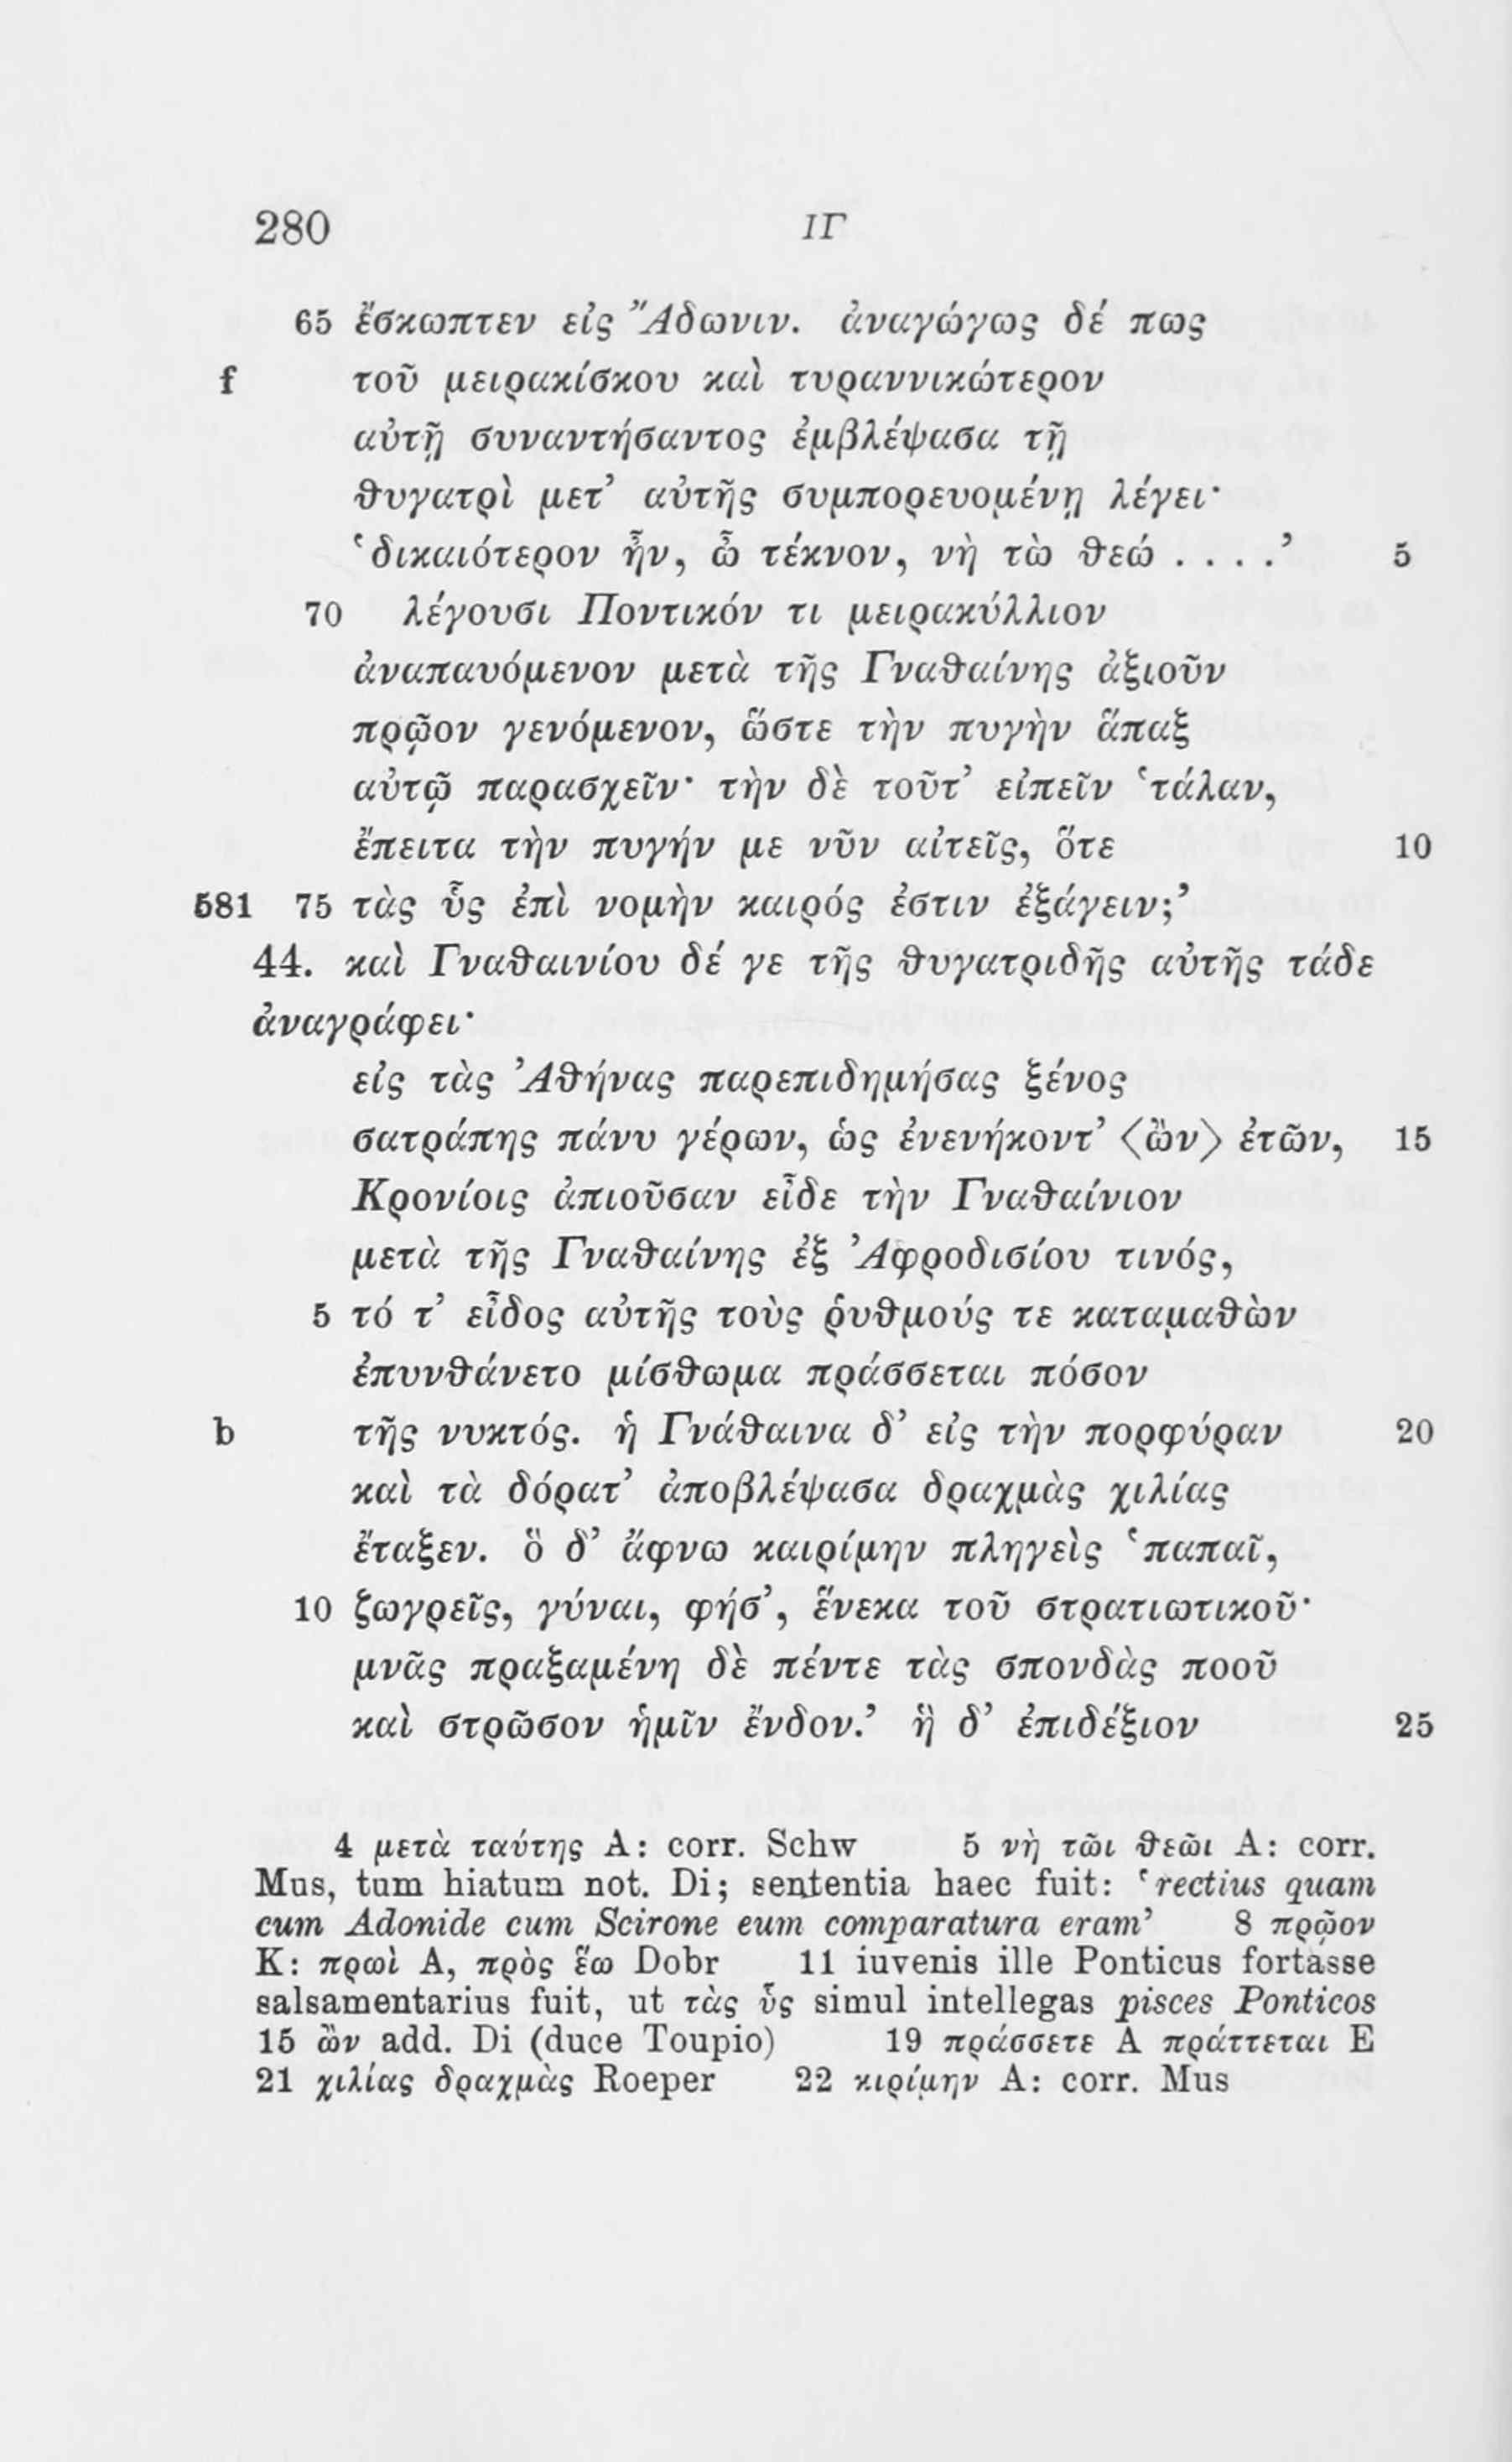 280 ΙΓ
65 ἔσκωπτεν εἰς Ἄδωνιν. ἀναγώγως δέ πως
f τοῦ μειρακίσκου καὶ τυραννικώτερον
αὐτῇ συναντήσαντος ἐμβλέψασα τῇ
θυγατρὶ μετ’ αὐτῆς συμπορευομένῃ λέγει·
‘δικαιότερον ἦν, ὦ τέκνον, νὴ τὼ θεώ . . . .’ 5
70 λέγουσι Ποντικόν τι μειρακύλλιον
ἀναπαυόμενον μετὰ τῆς Γναθαίνης ἀξιοῦν
πρῷον γενόμενον, ὥστε τὴν πυγὴν ἅπαξ
αὐτῷ παρασχεῖν· τὴν δὲ τοῦτ’ εἰπεῖν ‘τάλαν,
ἔπειτα τὴν πυγήν με νῦν αἰτεῖς, ὅτε 10
581 75 τὰς ὗς ἐπὶ νομὴν καιρός ἐστιν ἐξάγειν;’
44. καὶ Γναθαινίου δέ γε τῆς θυγατριδῆς αὐτῆς τάδε
ἀναγράφει·
εἰς τὰς Ἀθήνας παρεπιδημήσας ξένος
σατράπης πάνυ γέρων, ὡς ἐνενήκοντ’ ⟨ὢν⟩ ἐτῶν, 15
Κρονίοις ἀπιοῦσαν εἶδε τὴν Γναθαίνιον
μετὰ τῆς Γναθαίνης ἐξ Ἀφροδισίου τινός,
5 τό τ’ εἶδος αὐτῆς τοὺς ῥυθμούς τε καταμαθὼν
ἐπυνθάνετο μίσθωμα πράσσεται πόσον
b τῆς νυκτός. ἡ Γνάθαινα δ’ εἰς τὴν πορφύραν 20
καὶ τὰ δόρατ’ ἀποβλέψασα δραχμὰς χιλίας
ἔταξεν. ὃ δ’ ἄφνω καιρίμην πληγεὶς ‘παπαῖ,
10 ζωγρεῖς, γύναι, φήσ’, ἕνεκα τοῦ στρατιωτικοῦ·
μνᾶς πραξαμένη δὲ πέντε τὰς σπονδὰς ποοῦ
καὶ στρῶσον ἡμῖν ἔνδον.’ ἣ δ’ ἐπιδέξιον 25
4 μετὰ ταύτης A: corr. Schw 5 νὴ τῶι θεῶι A: corr.
Mus, tum hiatum not. Di; sententia haec fuit: ‘rectius quam
cum Adonide cum Scirone eum comparatura eram’ 8 πρῷον
K: πρωὶ A, πρὸς ἕω Dobr 11 iuvenis ille Ponticus fortasse
salsamentarius fuit, ut τὰς ὗς simul intellegas pisces Ponticos
15 ὢν add. Di (duce Toupio) 19 πράσσετε A πράττεται E
21 χιλίας δραχμὰς Roeper 22 κιρίμην A: corr. Mus